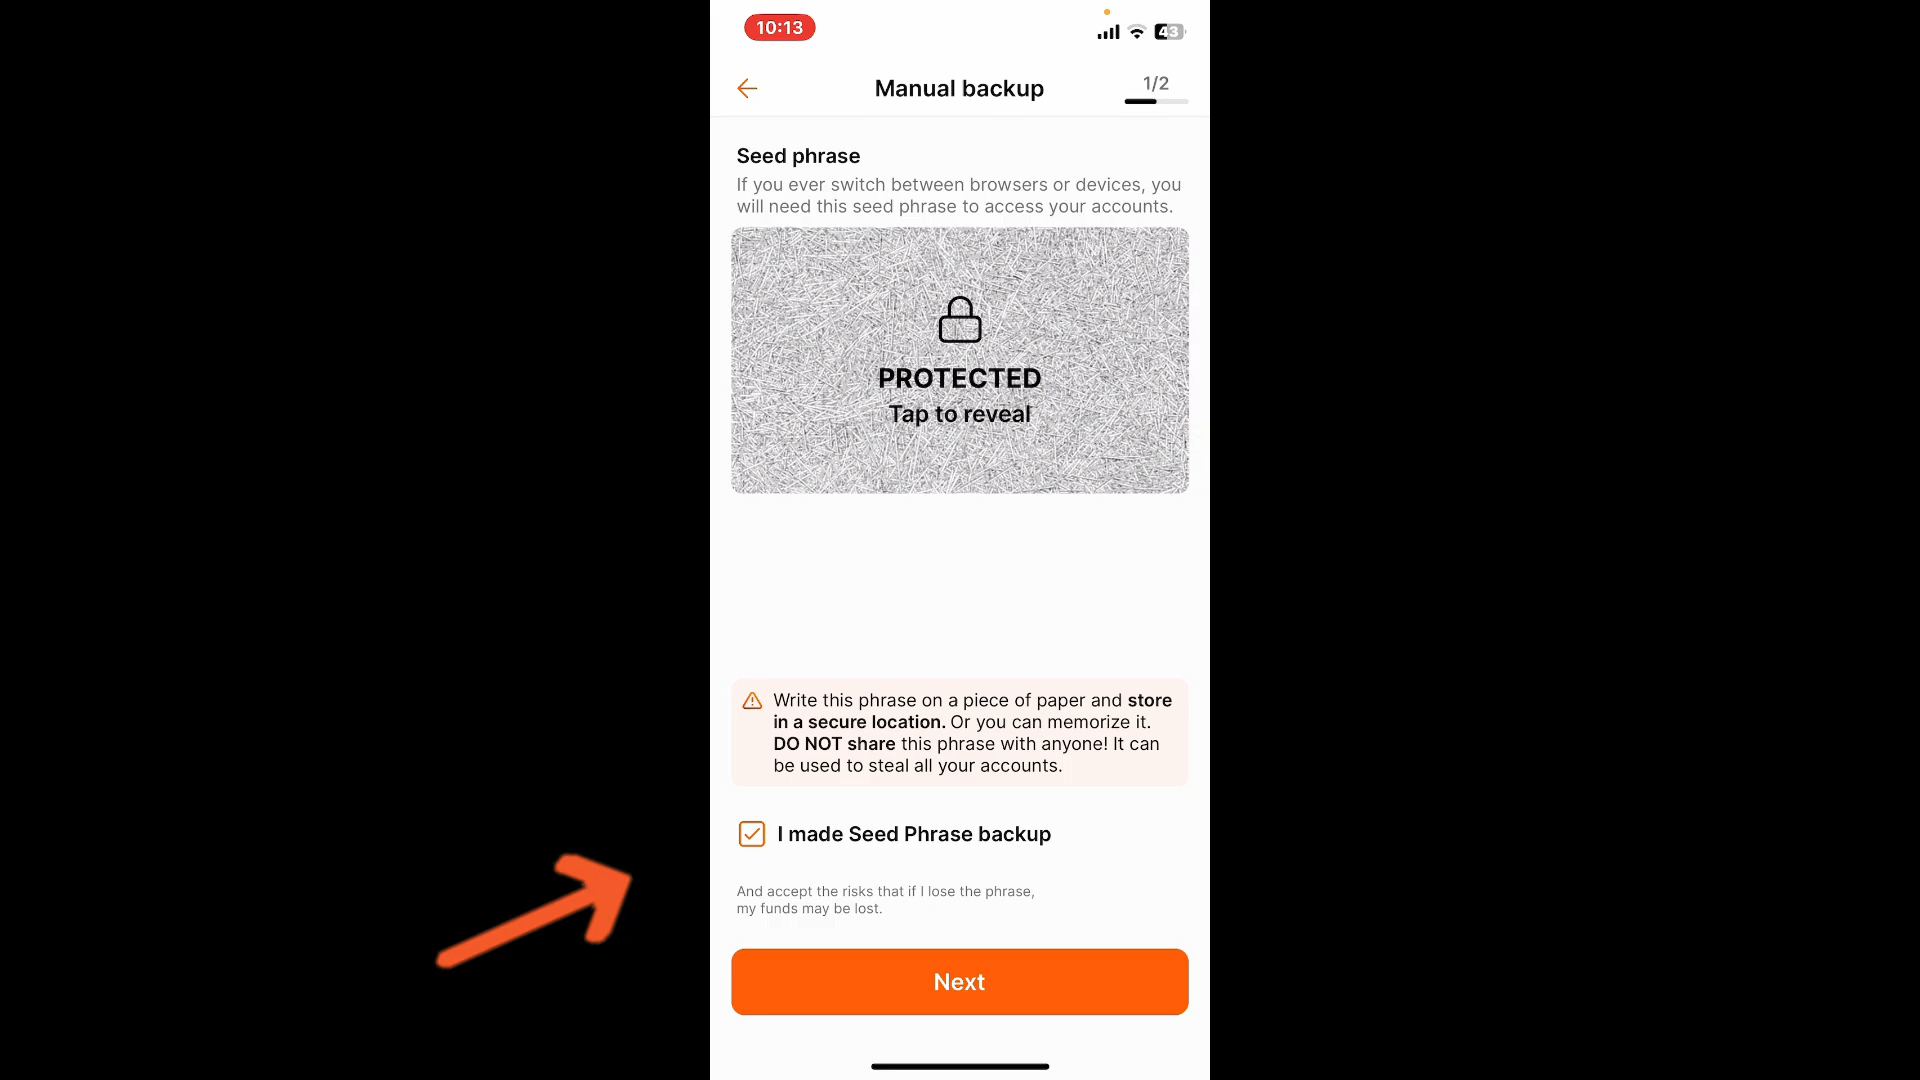 10:13
43
Manual backup
1/2
Seed phrase
If you ever switch between browsers or devices, you
will need this seed phrase to access your accounts.
PROTECTED
Tap to reveal
Write this phrase on a piece of paper and store
in a secure location. Or you can memorize it.
DO NOT share this phrase with anyone! It can
be used to steal all your accounts.
I made Seed Phrase backup
And accept the risks that if I lose the phrase,
my funds may be lost.
Next